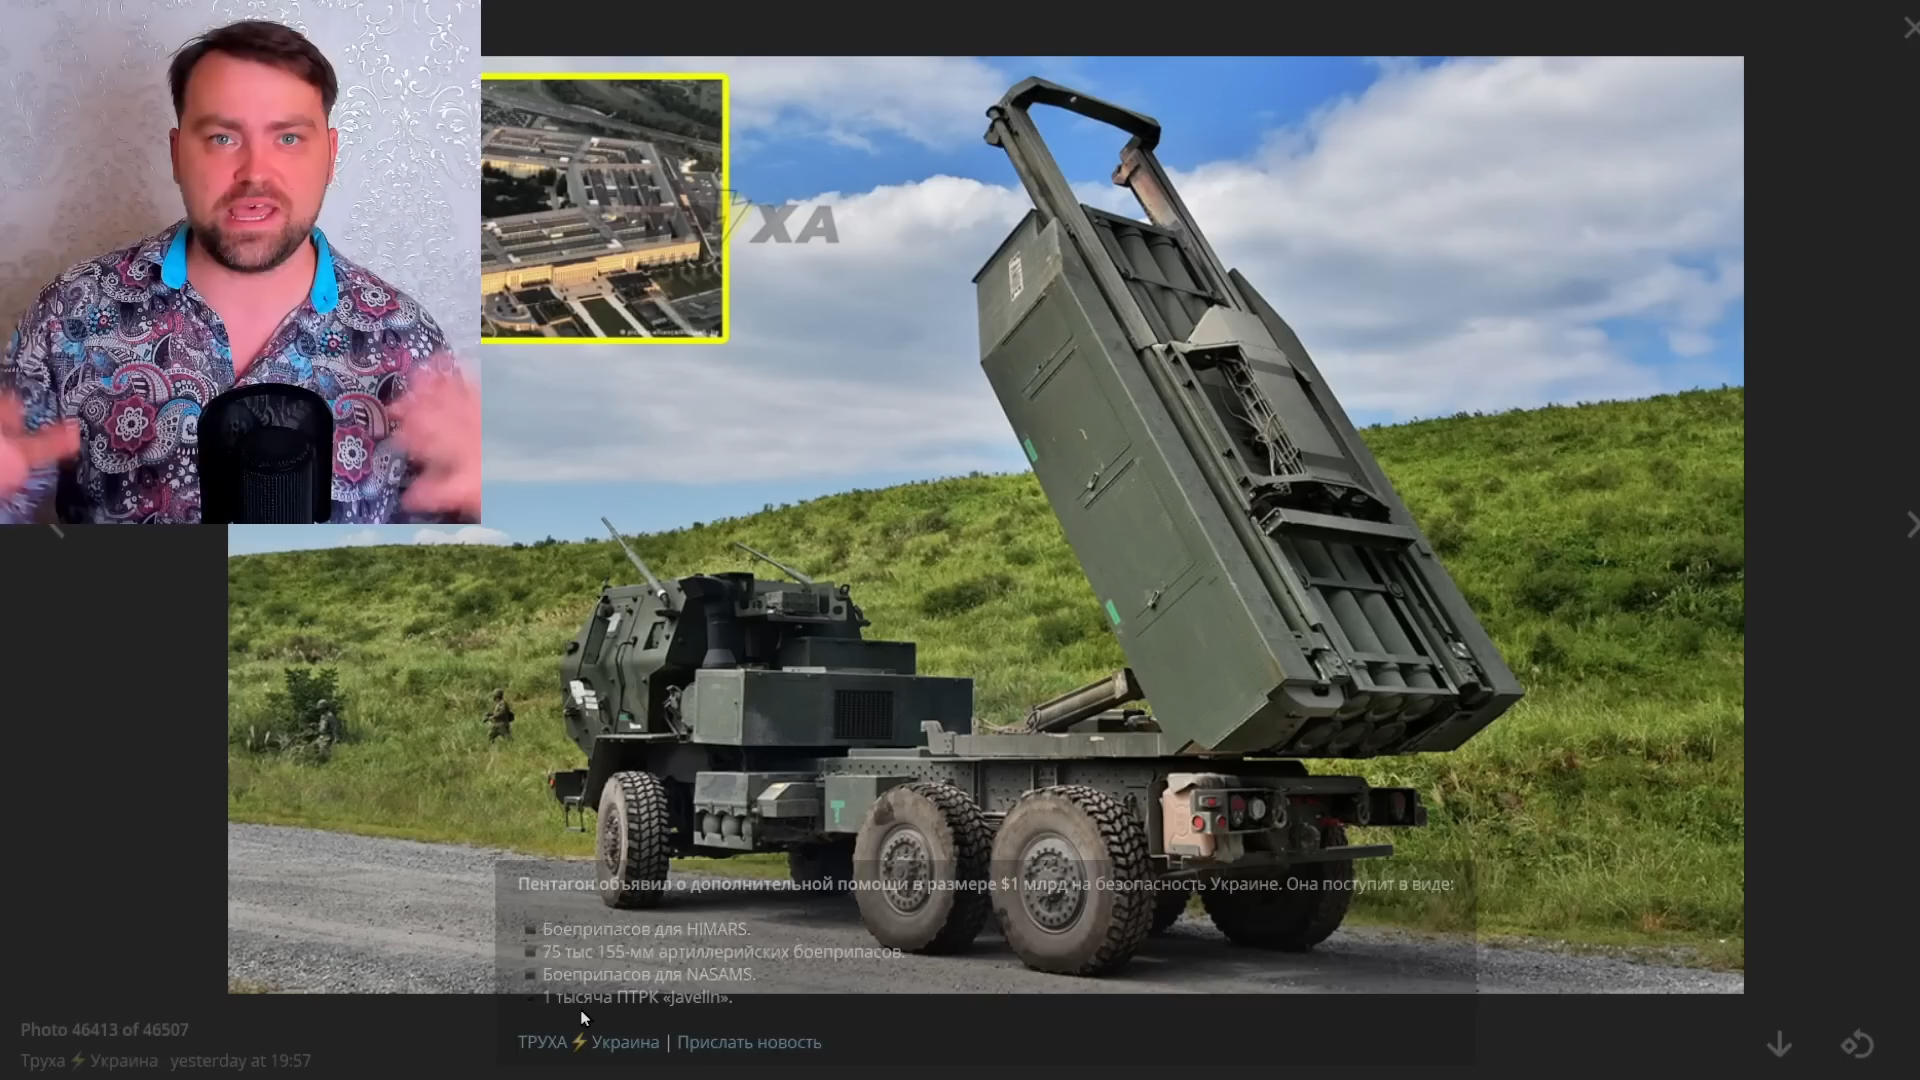 ХА
Пентагон объявил о дополнительной помощи в размере $1 млрд на безопасность Украине. Она поступит в виде:
Боеприпасов для HIMARS.
75 тыс 155-мм артиллерийских боеприпасов.
Боеприпасов для NASAMS.
1 тысяча ПТРК «Javelin».
ТРУХА⚡Украина | Прислать новость
Photo 46413 of 46507
Труха⚡Украина yesterday at 19:57